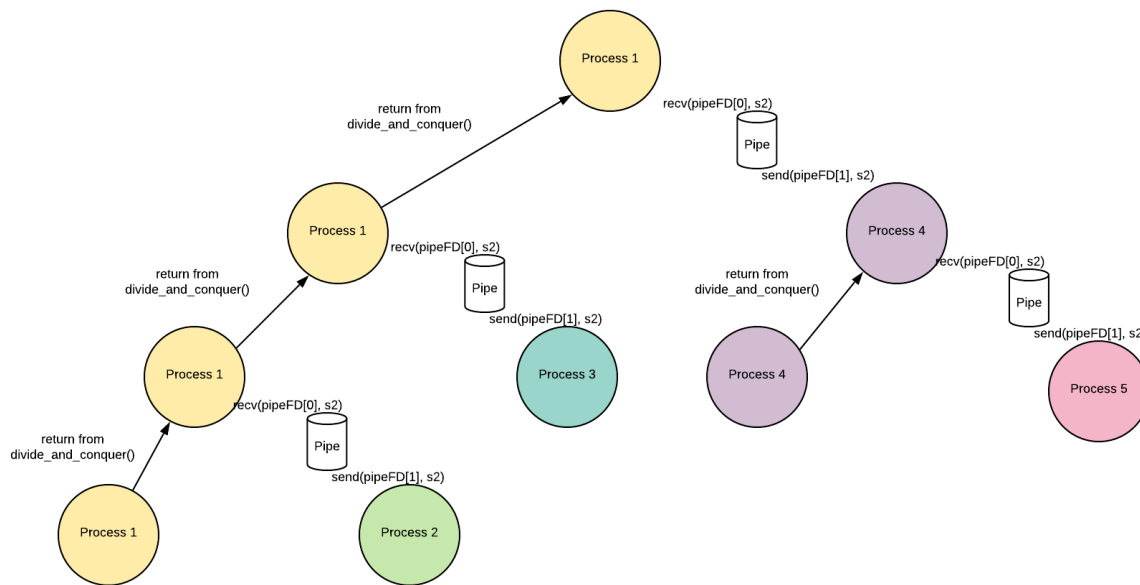 Process 1
return from
divide_and_conquer()
recv(pipeFD[0], s2)
Pipe
send(pipeFD[1], s2)
Process 1
Process 4
recv(pipeFD[0], s2)
recv(pipeFD[0], s2)
return from
divide_and_conquer()
return from
divide_and_conquer()
Pipe
Pipe
send(pipeFD[1], s2)
send(pipeFD[1], s2)
Process 1
Process 3
Process 4
Process 5
recv(pipeFD[0], s2)
return from
divide_and_conquer()
Pipe
send(pipeFD[1], s2)
Process 1
Process 2